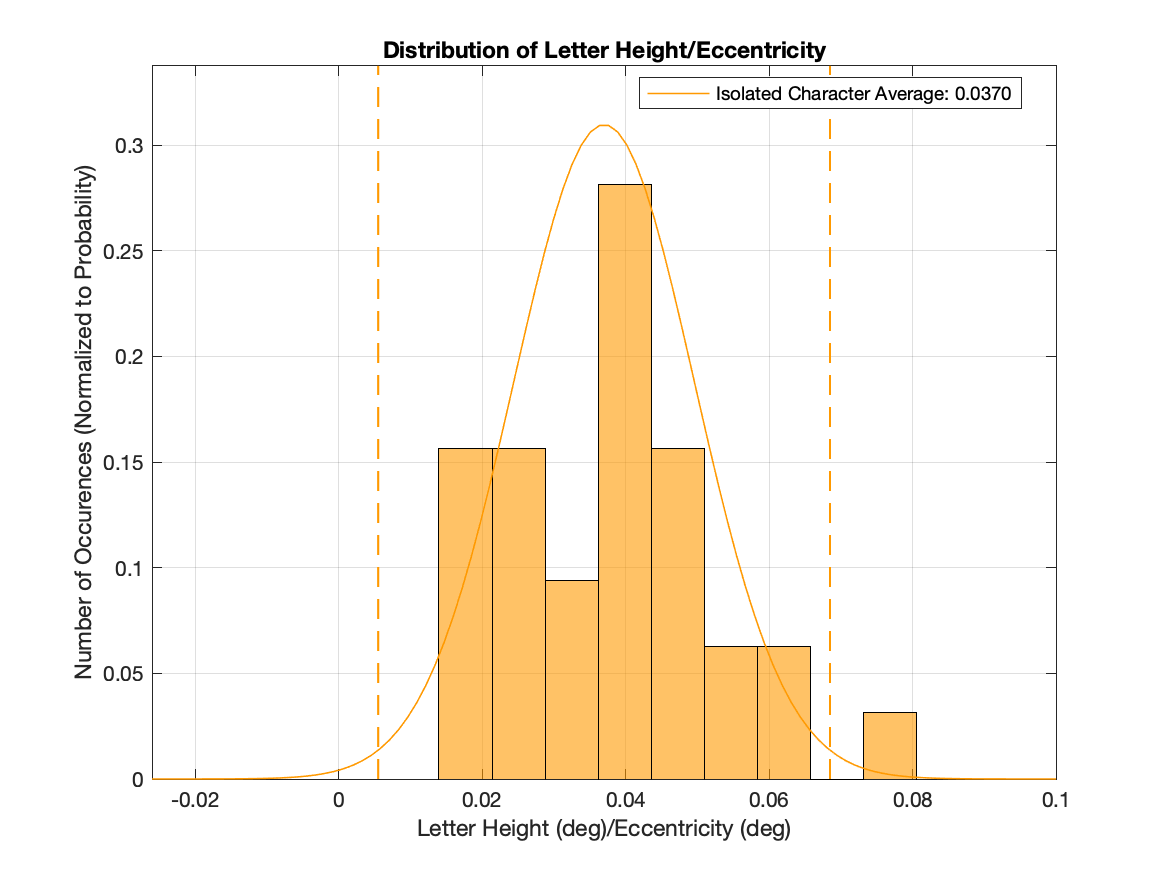 Distribution of Letter Height/Eccentricity
Isolated Character Average: 0.0370
Number of Occurences (Normalized to Probability)
0.3
0.25
0.2
0.15
0.1
0.05
0
-0.02 0 0.02 0.04 0.06 0.08 0.1
Letter Height (deg)/Eccentricity (deg)